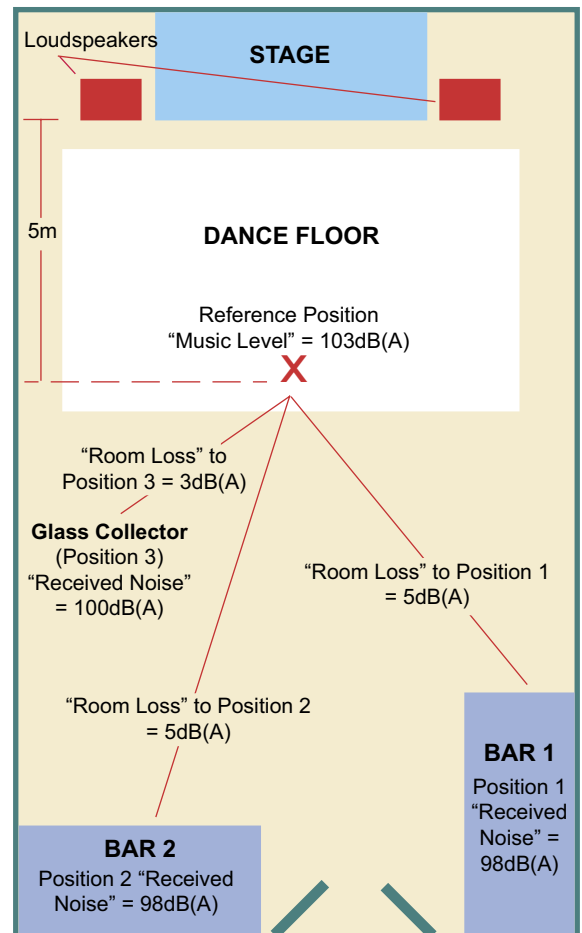 Loudspeakers
STAGE
5m
DANCE FLOOR
Reference Position
“Music Level” = 103dB(A)
X
“Room Loss” to
Position 3 = 3dB(A)
Glass Collector
(Position 3)
“Received Noise”
= 100dB(A)
“Room Loss” to Position 1
= 5dB(A)
“Room Loss” to Position 2
= 5dB(A)
BAR 1
Position 1
“Received
Noise” =
98dB(A)
BAR 2
Position 2 “Received
Noise” = 98dB(A)